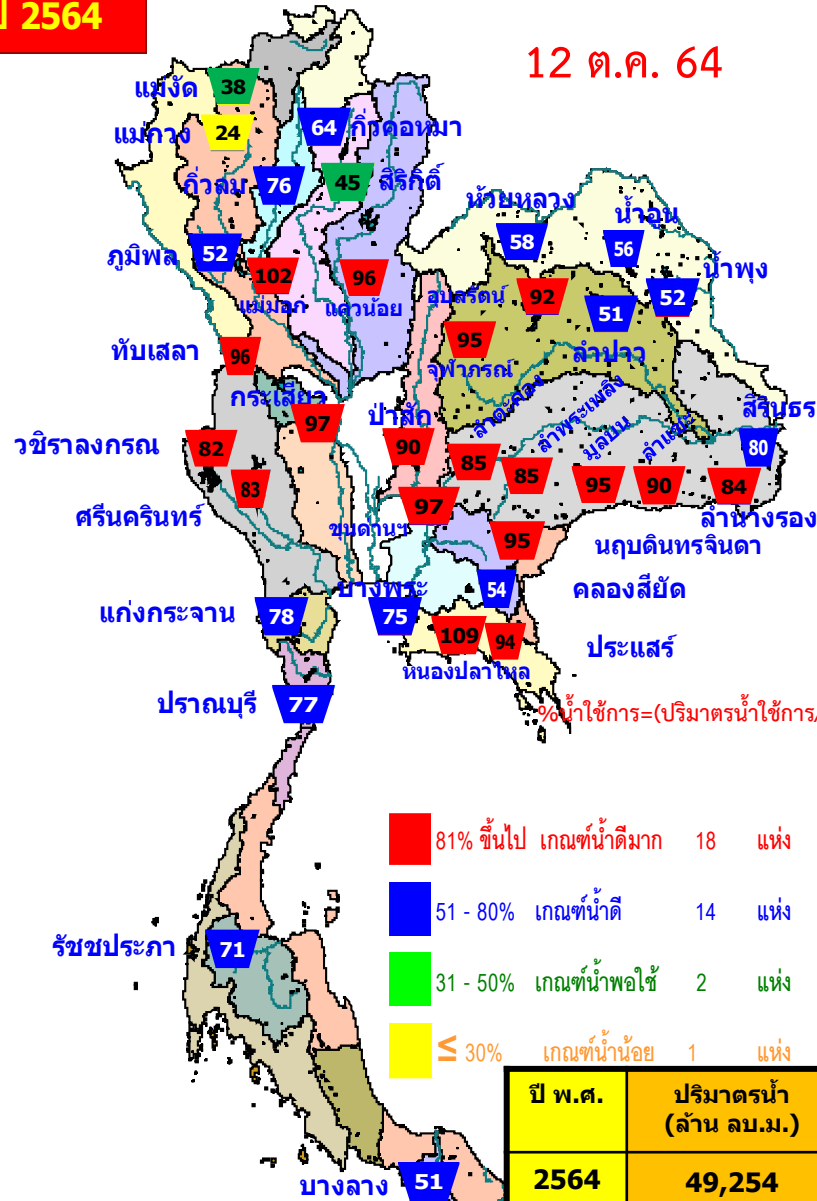 ปี 2564
12 ต.ค. 64
แม่งัด 38
แม่กวง 24
64 กิ่วคอหมา
กิ่วลม 76
45 สิริกิติ์
ภูมิพล 52
102
แม่มอก
96
แควน้อย
ห้วยหลวง
58
น้ำอูน
56
น้ำพุง
52
อุบลรัตน์ 92
51
ลำปาว
95
จุฬาภรณ์
ทับเสลา 96
กระเสียว
97
ป่าสัก
90
ลำตะคอง
85
ลำพระเพลิง
85
มูลบน
95
ลำแชะ
90
84
ลำนางรอง
สิรินธร
80
วชิราลงกรณ 82
83
ศรีนครินทร์
97
ขุนด่านฯ
95
นฤบดินทรจินดา
บางพระ
75
54
คลองสียัด
แก่งกระจาน 78
109
หนองปลาไหล
94
ประแสร์
ปราณบุรี 77
%น้ำใช้การ=(ปริมาตรน้ำใช้การ/
81% ขึ้นไป เกณฑ์น้ำดีมาก 18 แห่ง
51 - 80% เกณฑ์น้ำดี 14 แห่ง
31 - 50% เกณฑ์น้ำพอใช้ 2 แห่ง
≤ 30% เกณฑ์น้ำน้อย 1 แห่ง
รัชชประภา 71
บางลาง 51
ปี พ.ศ. ปริมาตรน้ำ
(ล้าน ลบ.ม.)
2564 49,254